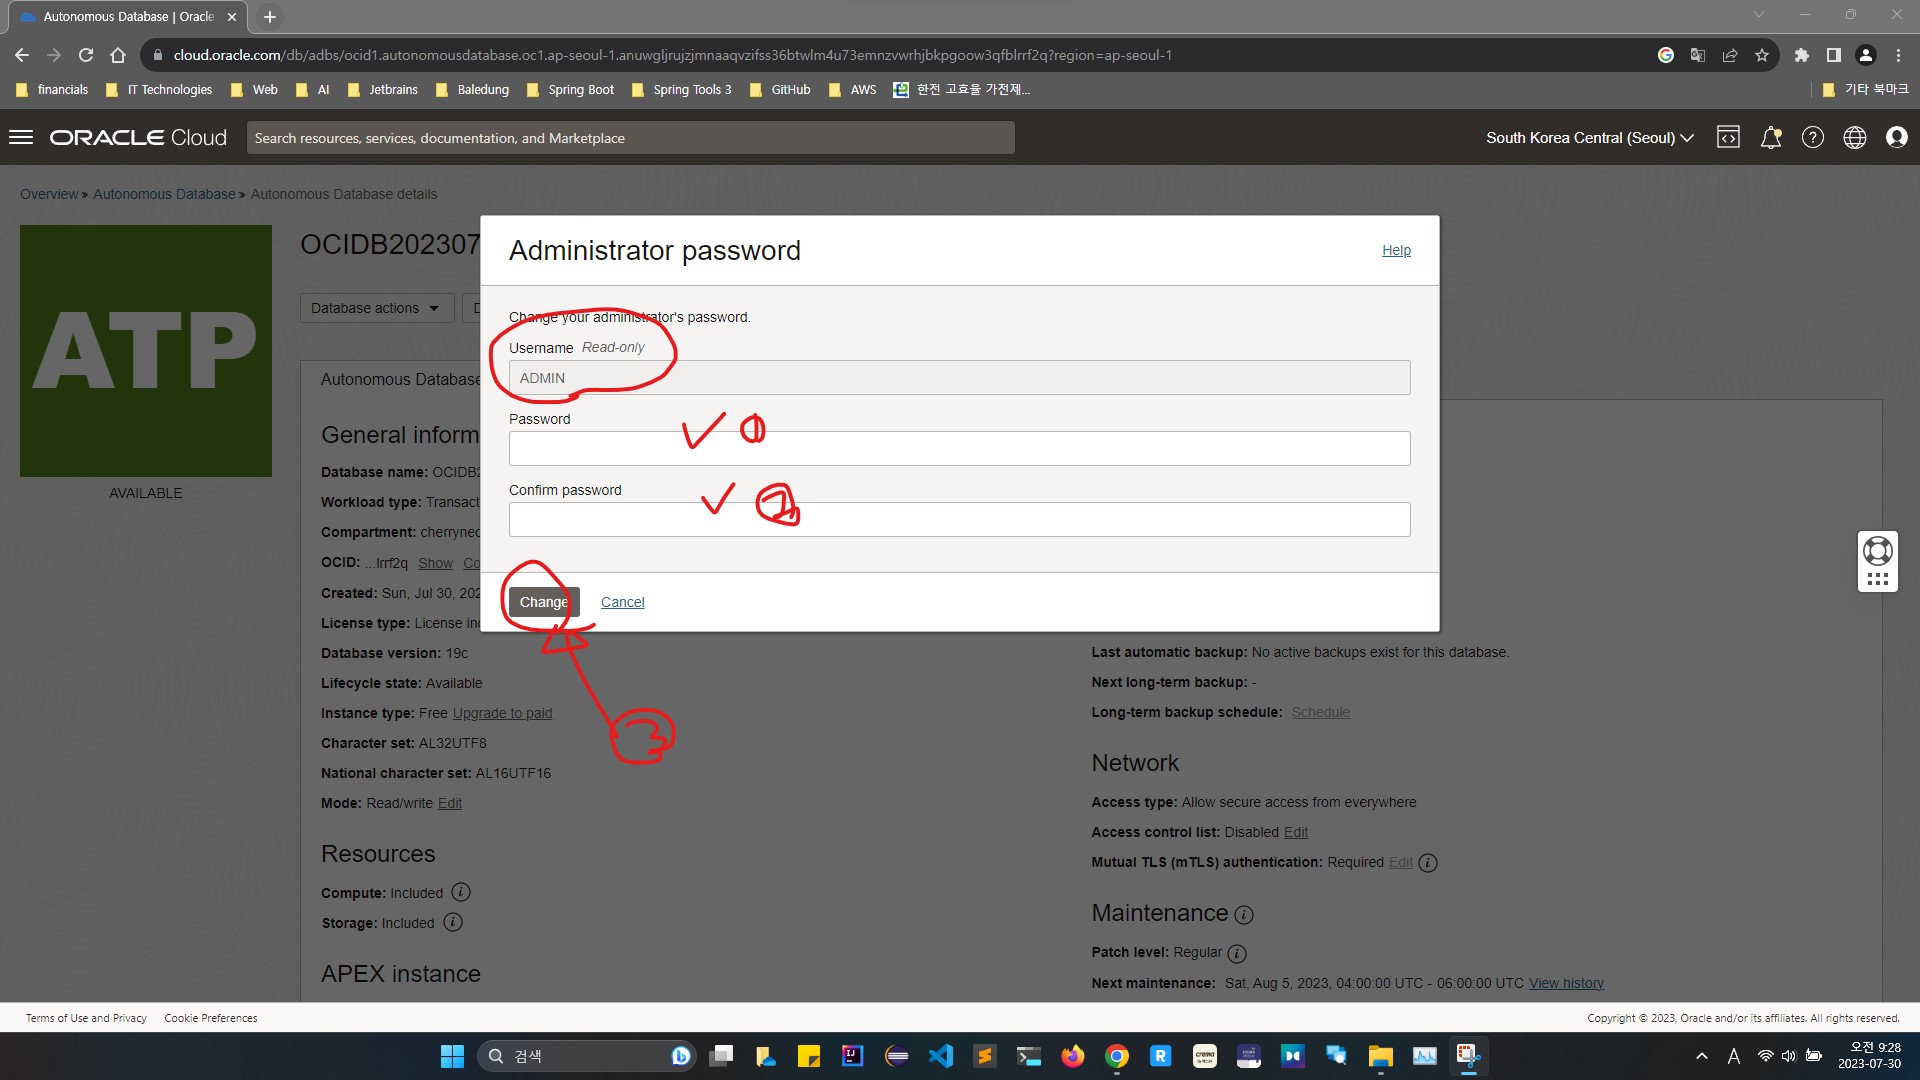 Autonomous Database | Oracle
cloud.oracle.com/db/adbs/ocid1.autonomousdatabase.oc1.ap-seoul-1.anuwgljrujzjmnaaqvzifss36btwlm4u73emnzvwrhjbkpgoow3qfblrrf2q?region=ap-seoul-1
financials IT Technologies Web AI Jetbrains Baledung Spring Boot Spring Tools 3 GitHub AWS 한전 고효율 가전제... 기타 북마크
ORACLE Cloud Search resources, services, documentation, and Marketplace South Korea Central (Seoul)
Overview » Autonomous Database » Autonomous Database details
ATP
AVAILABLE
OCIDB202307
Database actions
Autonomous Database
General inform
Database name: OCIDB2
Workload type: Transact
Compartment: cherrynec
OCID: ...lrrf2q Show Co
Created: Sun, Jul 30, 202
License type: License inc
Database version: 19c
Lifecycle state: Available
Instance type: Free Upgrade to paid
Character set: AL32UTF8
National character set: AL16UTF16
Mode: Read/write Edit
Resources
Compute: Included
Storage: Included
APEX instance
Administrator password
Help
Change your administrator's password.
Username Read-only
ADMIN
Password
1
Confirm password
2
Change Cancel
3
Last automatic backup: No active backups exist for this database.
Next long-term backup: -
Long-term backup schedule: Schedule
Network
Access type: Allow secure access from everywhere
Access control list: Disabled Edit
Mutual TLS (mTLS) authentication: Required Edit
Maintenance
Patch level: Regular
Next maintenance: Sat, Aug 5, 2023, 04:00:00 UTC - 06:00:00 UTC View history
Terms of Use and Privacy Cookie Preferences
Copyright © 2023, Oracle and/or its affiliates. All rights reserved.
검색
A
오전 9:28
2023-07-30